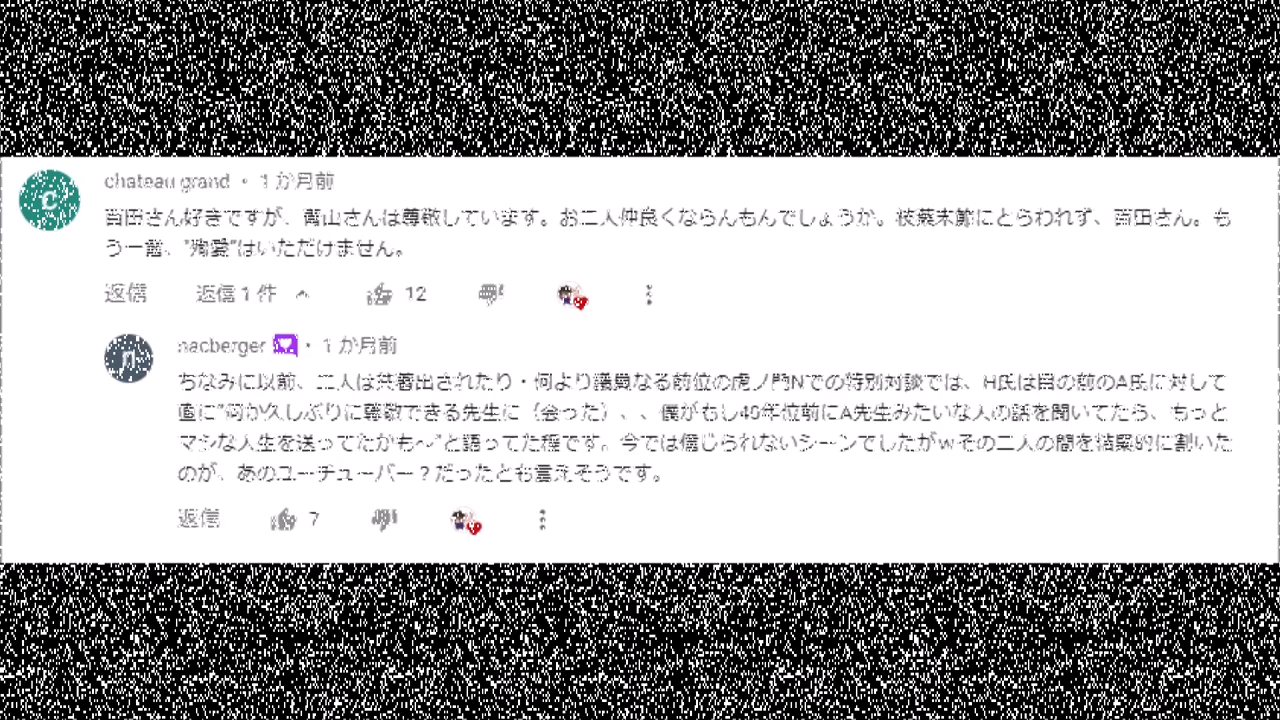 chateau grand • 1 か月前
百田さん好きですが、青山さんは尊敬しています。お二人仲良くならんもんでしょうか。枝葉末節にとらわれず、百田さん。も
う一冊、"殉愛"はいただけません。
返信 返信 1 件 12
nacberger • 1 か月前
ちなみに以前、二人は共著出されたり・何より議員なる前位の虎ノ門Nでの特別対談では、H氏は目の前のA氏に対して
直に"何か久しぶりに尊敬できる先生に（会った）、、僕がもし40年位前にA先生みたいな人の話を聞いてたら、もっと
マシな人生を送ってたかも〜"と語ってた程です。今では信じられないシーンでしたがwその二人の間を結果的に割いた
のが、あのユーチューバー？だったとも言えそうです。
返信 7